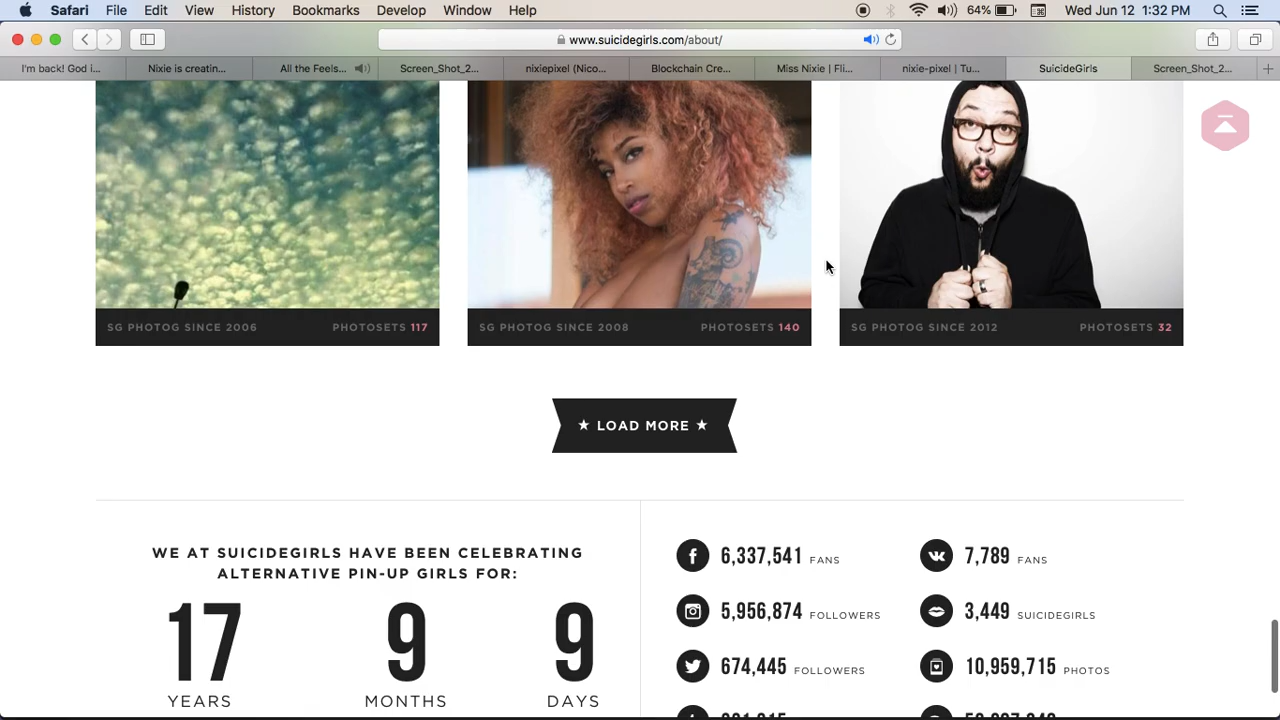 Safari File Edit View History Bookmarks Develop Window Help 64% Wed Jun 12 1:32 PM
www.suicidegirls.com/about/
I'm back! God i... Nixie is creatin... All the Feels... Screen_Shot_2... nixiepixel (Nico... Blockchain Cre... Miss Nixie | Fli... nixie-pixel | Tu... SuicideGirls Screen_Shot_2...
SG PHOTOG SINCE 2006 PHOTOSETS 117
SG PHOTOG SINCE 2008 PHOTOSETS 140
SG PHOTOG SINCE 2012 PHOTOSETS 32
★ LOAD MORE ★
WE AT SUICIDEGIRLS HAVE BEEN CELEBRATING
ALTERNATIVE PIN-UP GIRLS FOR:
17 9 9
YEARS MONTHS DAYS
6,337,541 FANS
7,789 FANS
5,956,874 FOLLOWERS
3,449 SUICIDEGIRLS
674,445 FOLLOWERS
10,959,715 PHOTOS